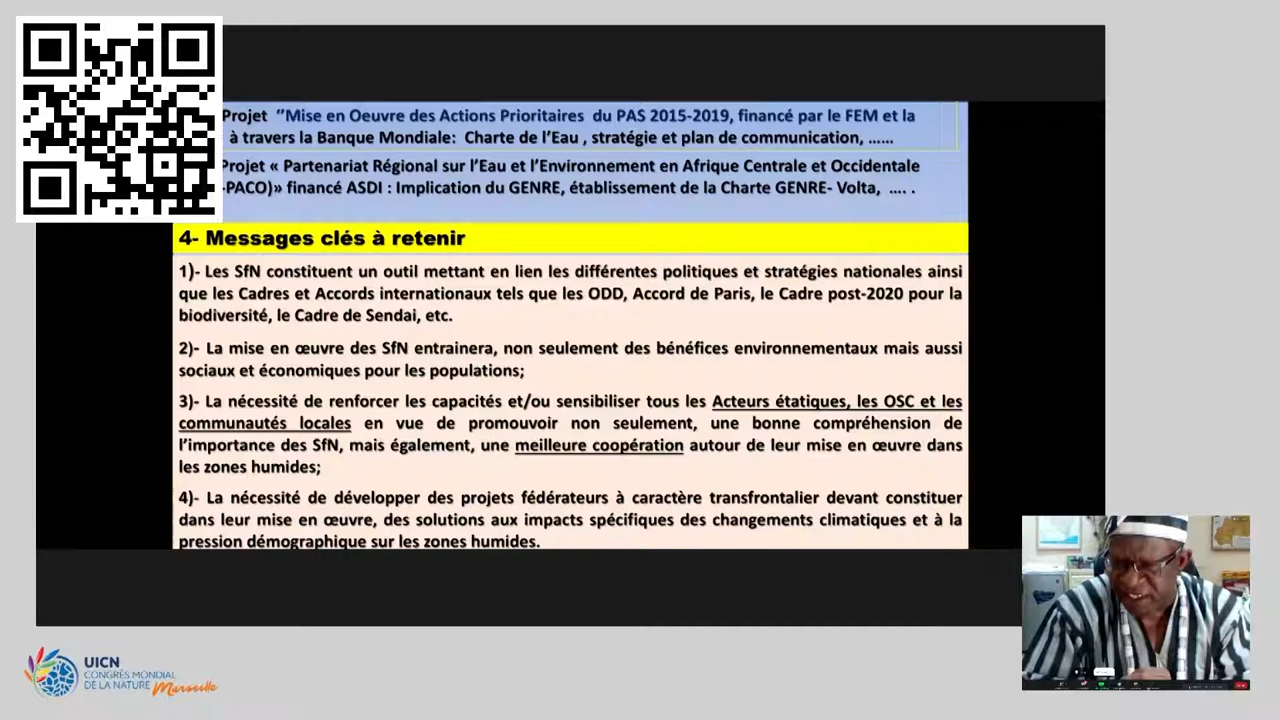 Projet "Mise en Oeuvre des Actions Prioritaires du PAS 2015-2019, financé par le FEM et la
à travers la Banque Mondiale: Charte de l'Eau , stratégie et plan de communication, ......
Projet « Partenariat Régional sur l'Eau et l'Environnement en Afrique Centrale et Occidentale
-PACO)» financé ASDI : Implication du GENRE, établissement de la Charte GENRE- Volta, .... .
4- Messages clés à retenir
1)- Les SfN constituent un outil mettant en lien les différentes politiques et stratégies nationales ainsi
que les Cadres et Accords internationaux tels que les ODD, Accord de Paris, le Cadre post-2020 pour la
biodiversité, le Cadre de Sendai, etc.
2)- La mise en œuvre des SfN entrainera, non seulement des bénéfices environnementaux mais aussi
sociaux et économiques pour les populations;
3)- La nécessité de renforcer les capacités et/ou sensibiliser tous les Acteurs étatiques, les OSC et les
communautés locales en vue de promouvoir non seulement, une bonne compréhension de
l'importance des SfN, mais également, une meilleure coopération autour de leur mise en œuvre dans
les zones humides;
4)- La nécessité de développer des projets fédérateurs à caractère transfrontalier devant constituer
dans leur mise en œuvre, des solutions aux impacts spécifiques des changements climatiques et à la
pression démographique sur les zones humides.
UICN
CONGRÈS MONDIAL
DE LA NATURE
Marseille